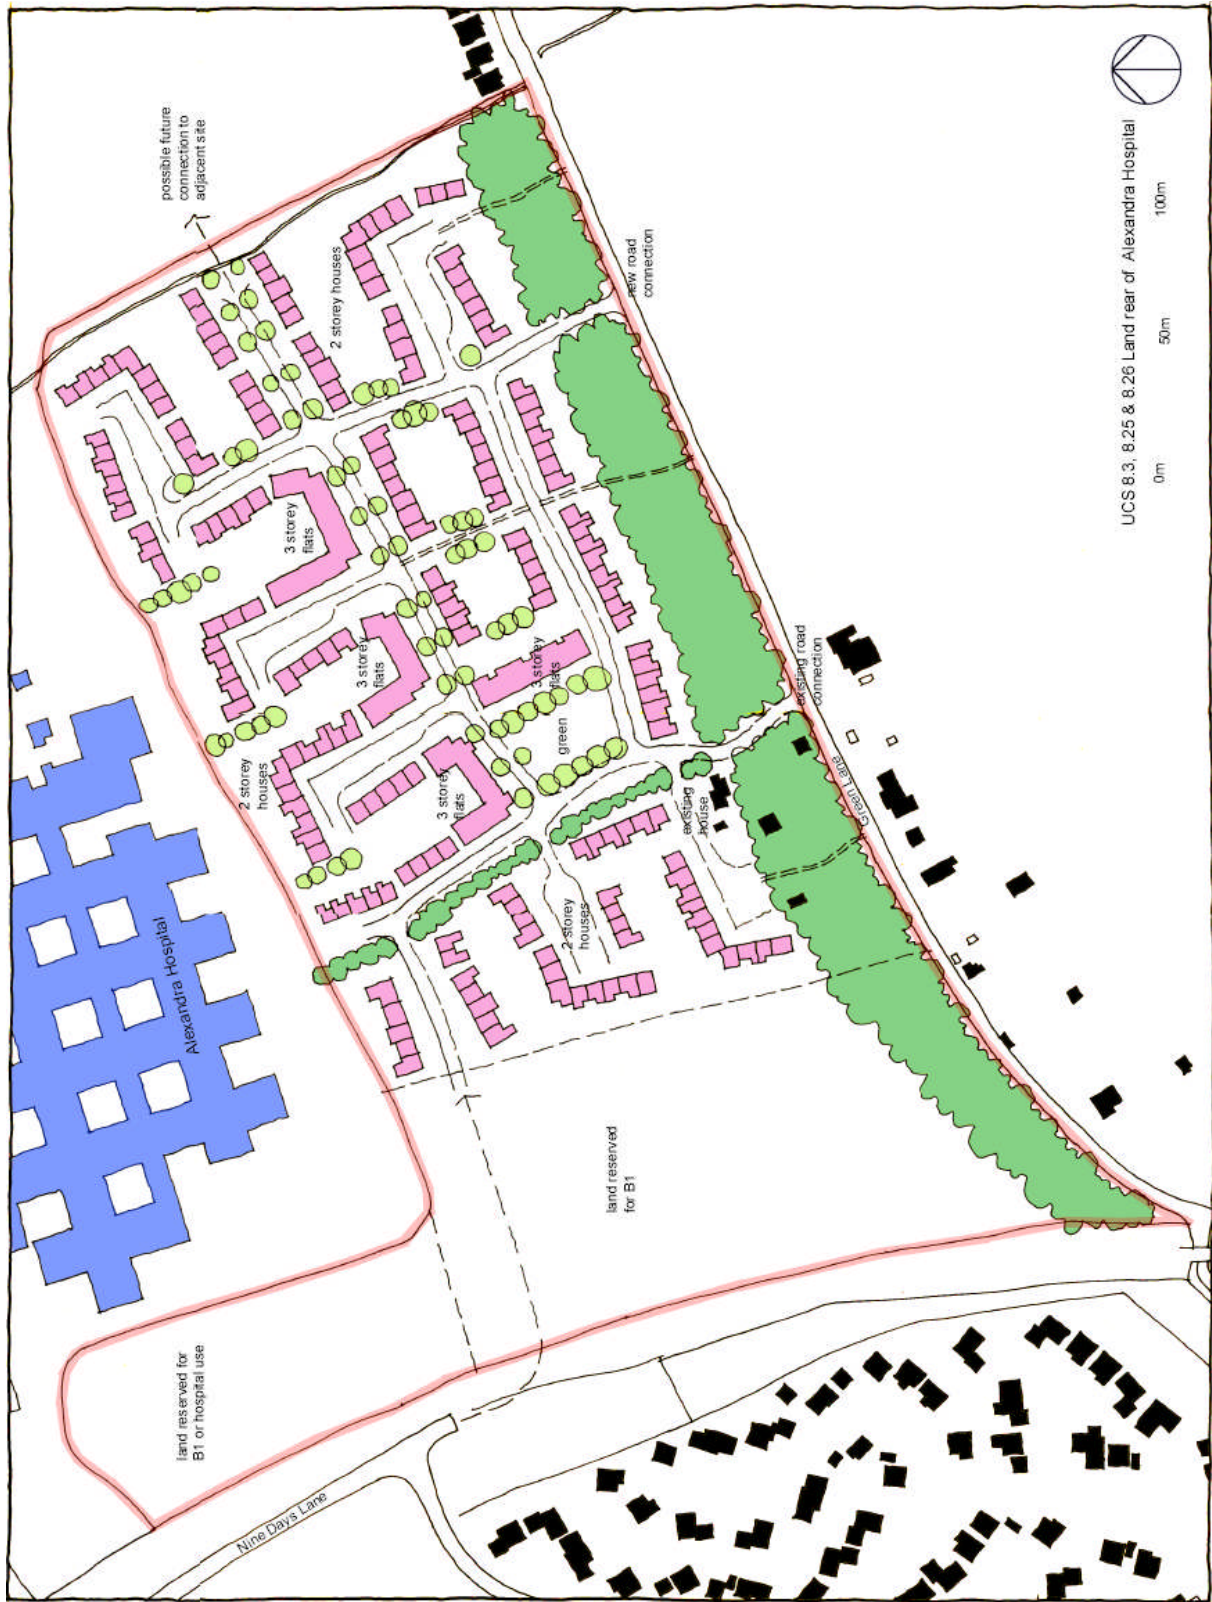 possible future
connection to
adjacent site
2 storey houses
new road
connection
3 storey
flats
3 storey
flats
3 storey
flats
green
2 storey
houses
3 storey
flats
existing road
connection
existing
house
Green Lane
2 storey
houses
Alexandra Hospital
land reserved
for B1
land reserved for
B1 or hospital use
Nine Days Lane
UCS 8.3, 8.25 & 8.26 Land rear of Alexandra Hospital
0m 50m 100m